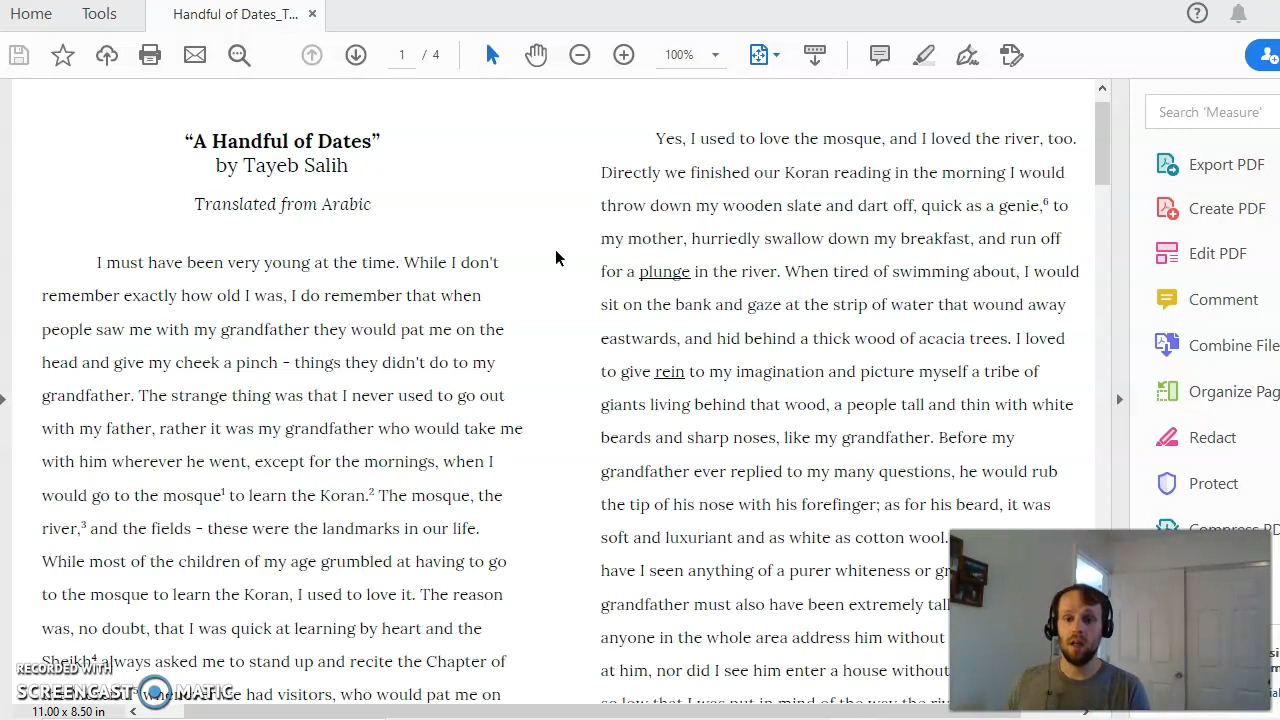 Home
Tools
Handful of Dates_T...
1 / 4
100%
"A Handful of Dates"
by Tayeb Salih
Translated from Arabic
I must have been very young at the time. While I don't
remember exactly how old I was, I do remember that when
people saw me with my grandfather they would pat me on the
head and give my cheek a pinch - things they didn't do to my
grandfather. The strange thing was that I never used to go out
with my father, rather it was my grandfather who would take me
with him wherever he went, except for the mornings, when I
would go to the mosque¹ to learn the Koran.² The mosque, the
river,³ and the fields - these were the landmarks in our life.
While most of the children of my age grumbled at having to go
to the mosque to learn the Koran, I used to love it. The reason
was, no doubt, that I was quick at learning by heart and the
Sheikh⁴ always asked me to stand up and recite the Chapter of
had visitors, who would pat me on
Yes, I used to love the mosque, and I loved the river, too.
Directly we finished our Koran reading in the morning I would
throw down my wooden slate and dart off, quick as a genie,⁶ to
my mother, hurriedly swallow down my breakfast, and run off
for a plunge in the river. When tired of swimming about, I would
sit on the bank and gaze at the strip of water that wound away
eastwards, and hid behind a thick wood of acacia trees. I loved
to give rein to my imagination and picture myself a tribe of
giants living behind that wood, a people tall and thin with white
beards and sharp noses, like my grandfather. Before my
grandfather ever replied to my many questions, he would rub
the tip of his nose with his forefinger; as for his beard, it was
soft and luxuriant and as white as cotton wool.
have I seen anything of a purer whiteness or
grandfather must also have been extremely
anyone in the whole area address him without
at him, nor did I see him enter a house without
so low that I was put in mind of the way the
Search 'Measure'
Export PDF
Create PDF
Edit PDF
Comment
Combine File
Organize Pag
Redact
Protect
Compress PD
RECORDED WITH
SCREENCAST MATIC
11.00 x 8.50 in